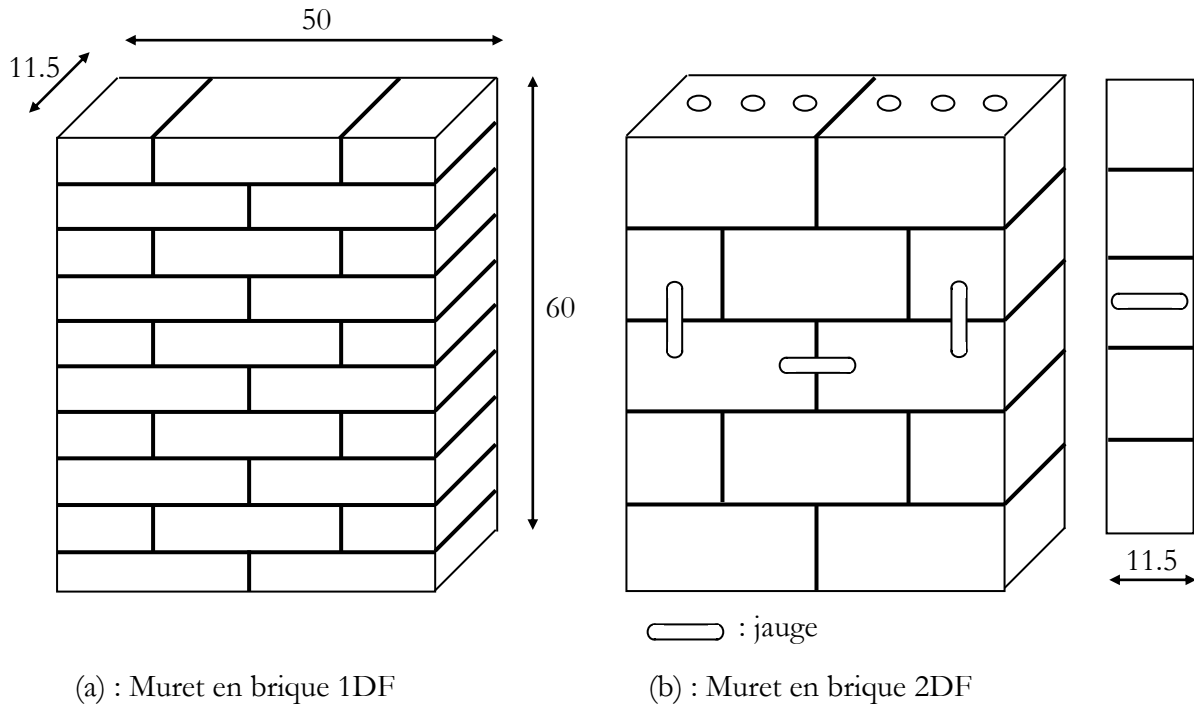 50
11.5
60
11.5
: jauge
(a) : Muret en brique 1DF
(b) : Muret en brique 2DF